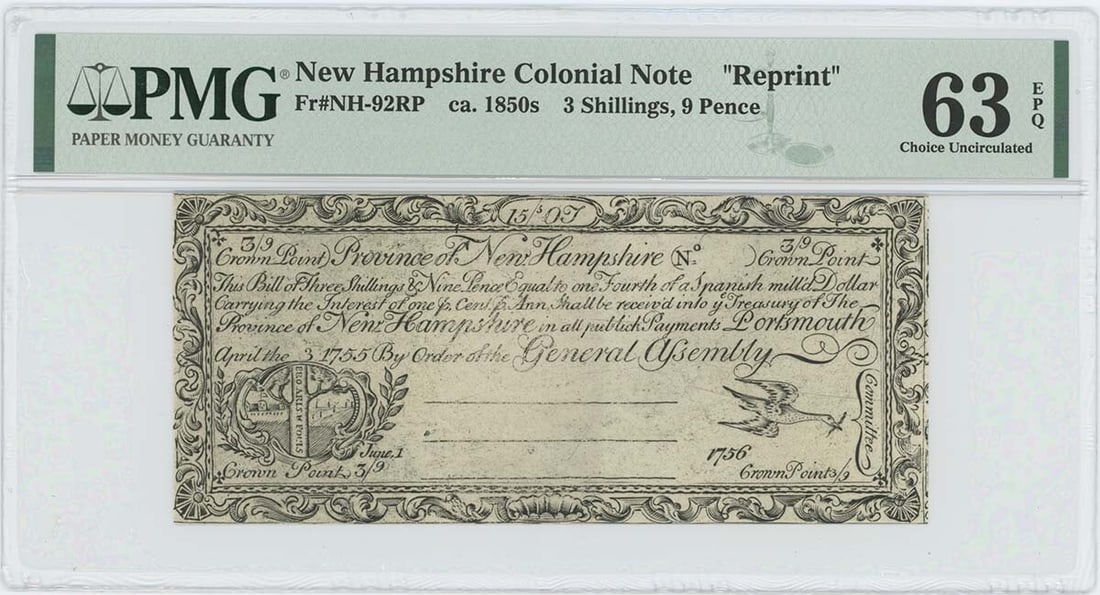 PMG®
PAPER MONEY GUARANTY
New Hampshire Colonial Note "Reprint"
Fr#NH-92RP ca. 1850s 3 Shillings, 9 Pence
63
EPQ
Choice Uncirculated
15/s OT
3/9 Province of New Hampshire (No ) 3/9
Crown Point) Crown Point
This Bill of Three Shillings & Nine Pence Equal to one Fourth of a Spanish mill'd Dollar
Carrying the Interest of one p. Cent. p. Ann, Shall be receiv'd into ye Treasury of The
Province of New Hampshire in all publick Payments Portsmouth
April the 3 1755 By Order of the General Assembly
Committee
June, 1 1756
Crown Point 3/9 Crown Point 3/9